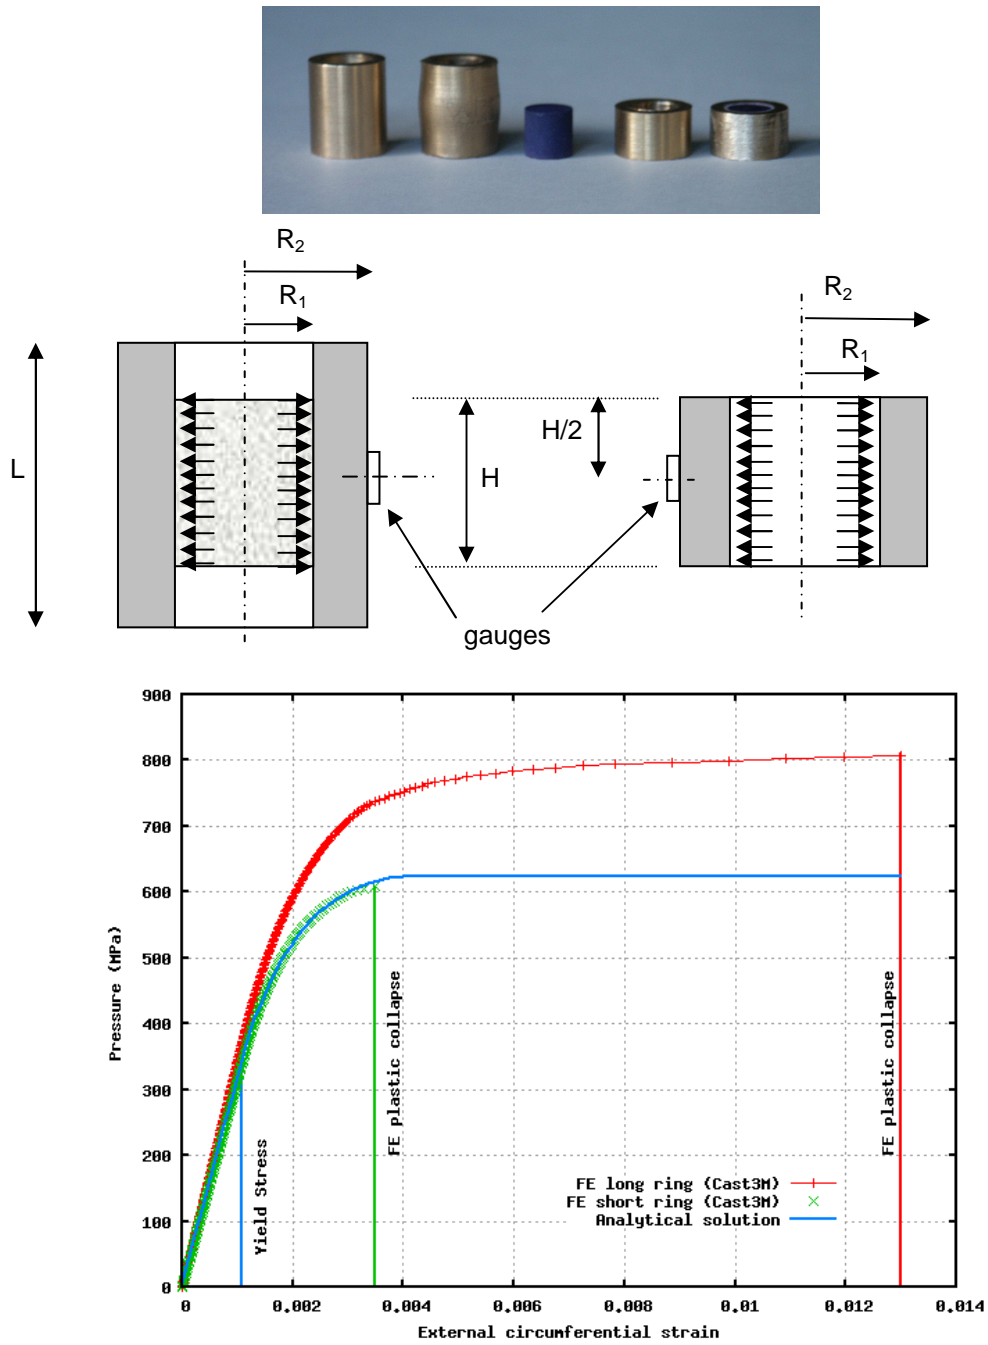 R2
R1
R2
R1
L
H/2
H
gauges
900
800
700
600
500
400
300
200
100
0
Pressure (MPa)
Yield Stress
FE plastic collapse
FE plastic collapse
FE long ring (Cast3M)
FE short ring (Cast3M)
Analytical solution
0 0.002 0.004 0.006 0.008 0.01 0.012 0.014
External circumferential strain